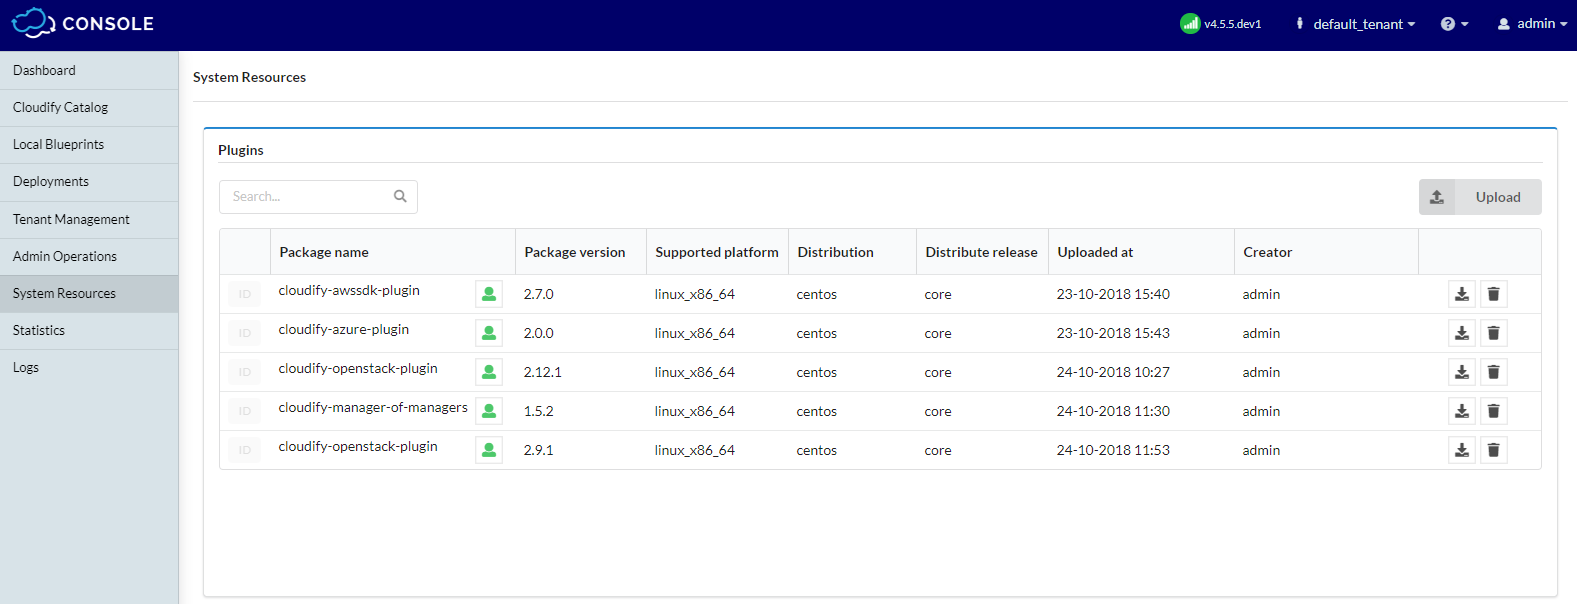 CONSOLE v4.5.5.dev1 default_tenant admin
Dashboard
Cloudify Catalog
Local Blueprints
Deployments
Tenant Management
Admin Operations
System Resources
Statistics
Logs
System Resources
Plugins
Search...
Upload
Package name Package version Supported platform Distribution Distribute release Uploaded at Creator
ID cloudify-awssdk-plugin 2.7.0 linux_x86_64 centos core 23-10-2018 15:40 admin
ID cloudify-azure-plugin 2.0.0 linux_x86_64 centos core 23-10-2018 15:43 admin
ID cloudify-openstack-plugin 2.12.1 linux_x86_64 centos core 24-10-2018 10:27 admin
ID cloudify-manager-of-managers 1.5.2 linux_x86_64 centos core 24-10-2018 11:30 admin
ID cloudify-openstack-plugin 2.9.1 linux_x86_64 centos core 24-10-2018 11:53 admin